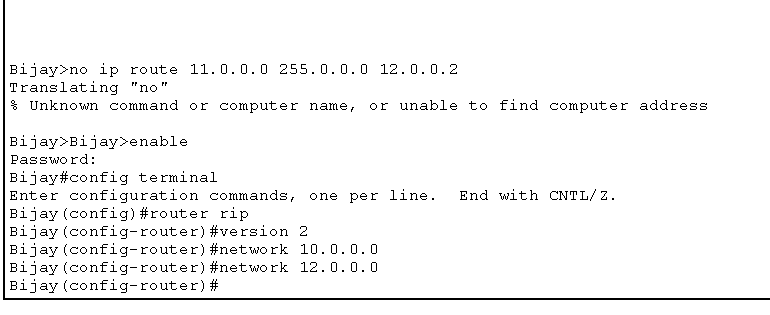 Bijay>no ip route 11.0.0.0 255.0.0.0 12.0.0.2
Translating "no"
% Unknown command or computer name, or unable to find computer address
Bijay>Bijay>enable
Password:
Bijay#config terminal
Enter configuration commands, one per line.  End with CNTL/Z.
Bijay(config)#router rip
Bijay(config-router)#version 2
Bijay(config-router)#network 10.0.0.0
Bijay(config-router)#network 12.0.0.0
Bijay(config-router)#